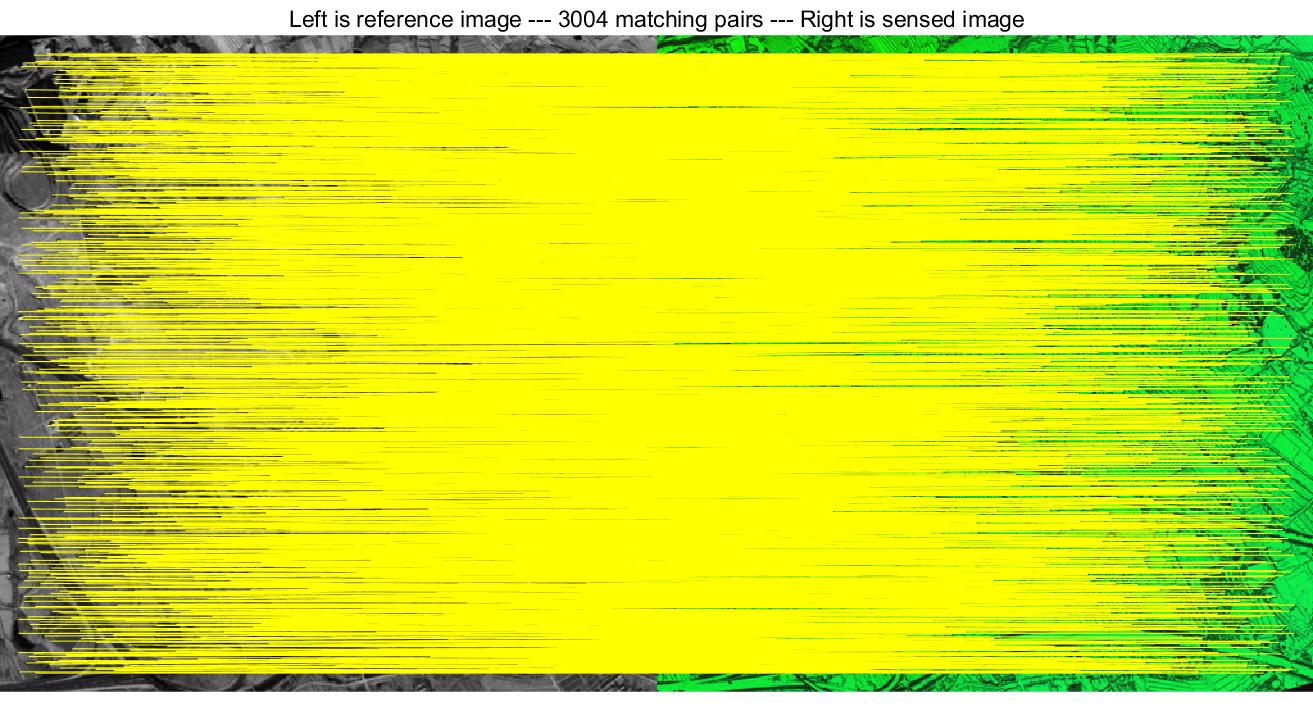 Left is reference image --- 3004 matching pairs --- Right is sensed image